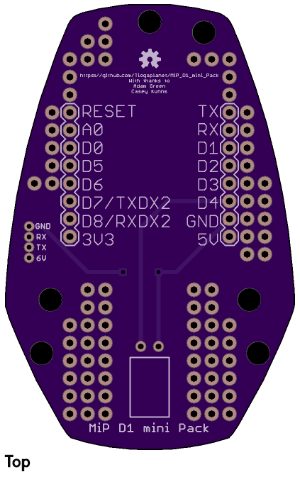 https://github.com/Tiogaplanet/MiP_D1_mini_Pack
With thanks to
Adam Green
Casey Kuhns
RESET TX
A0 RX
D0 D1
D5 D2
D6 D3
D7/TXDX2 D4
D8/RXDX2 GND
3V3 5V
GND
RX
TX
6V
MiP D1 mini Pack
Top